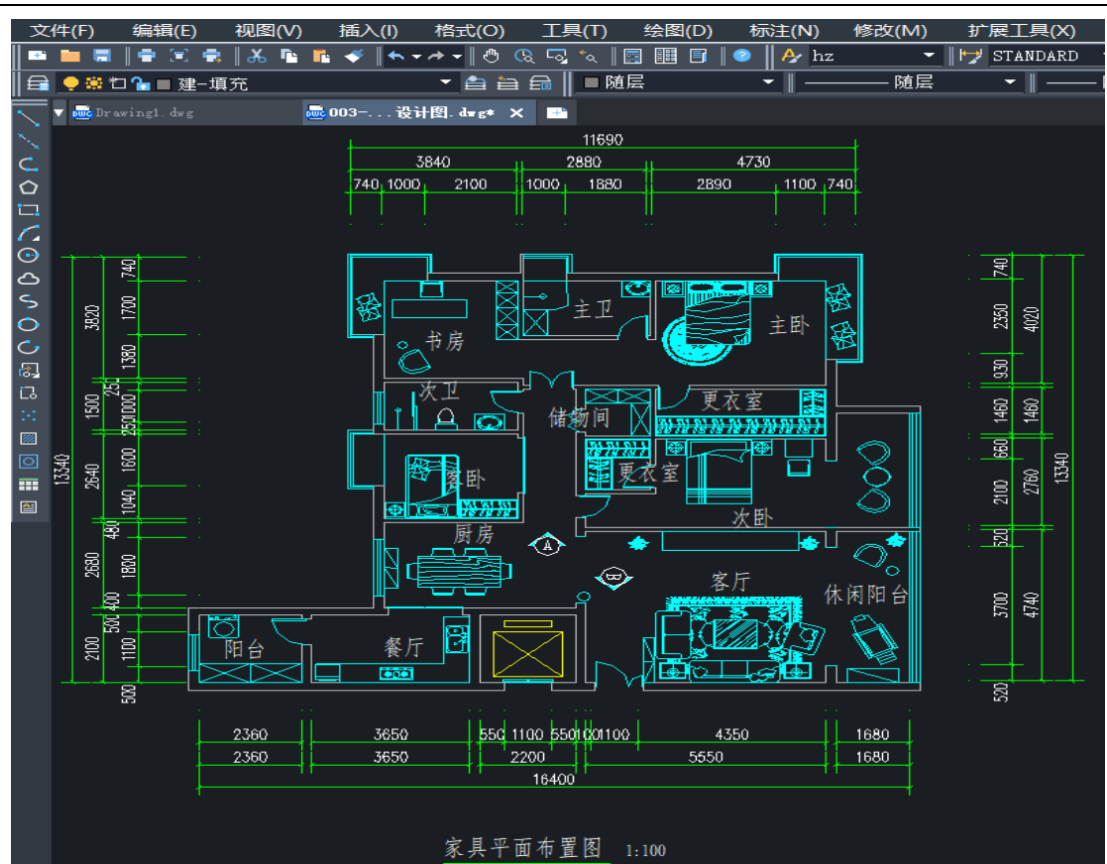 文件(F) 编辑(E) 视图(V) 插入(I) 格式(O) 工具(T) 绘图(D) 标注(N) 修改(M) 扩展工具(X)
hz STANDARD
建-填充 随层 随层
Drawing1.dwg 003-...设计图.dwg*
11690
3840 2880 4730
740 1000 2100 1000 1880 2890 1100 740
740 1700 1380 250 1000 250 1600 1040 480 1800 400 500 1100 500
3820 1500 2640 2680 2100
13340
740 2350 930 1460 660 2100 520 3700 520
4020 1460 2760 4740
13340
书房 主卫 主卧
次卫 储物间 更衣室
客卧 更衣室 次卧
厨房 A
B 客厅 休闲阳台
阳台 餐厅
2360 3650 550 1100 550 100 1100 4350 1680
2360 3650 2200 5550 1680
16400
家具平面布置图 1:100